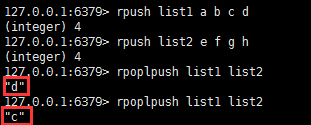 127.0.0.1:6379> rpush list1 a b c d
(integer) 4
127.0.0.1:6379> rpush list2 e f g h
(integer) 4
127.0.0.1:6379> rpoplpush list1 list2
"d"
127.0.0.1:6379> rpoplpush list1 list2
"c"